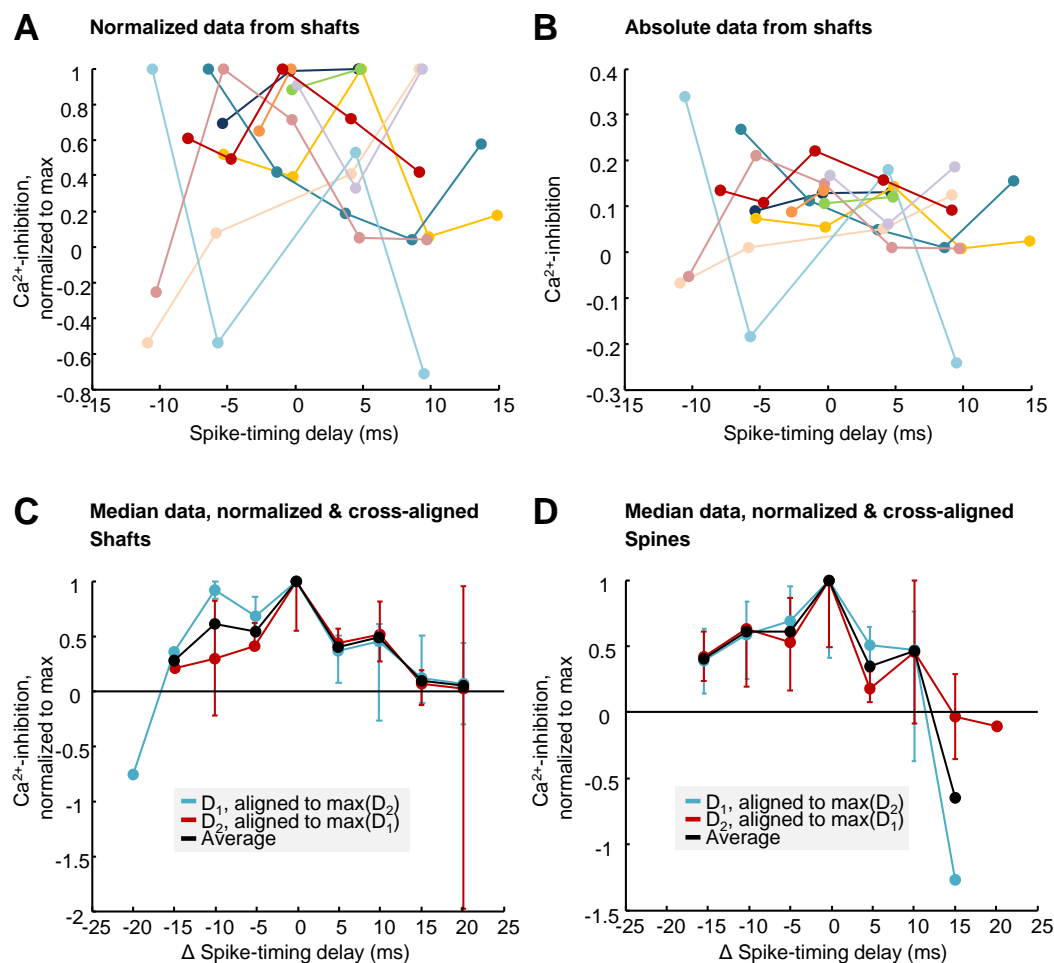 A
Normalized data from shafts
Ca²⁺-inhibition,
normalized to max
1
0.8
0.6
0.4
0.2
0
-0.2
-0.4
-0.6
-0.8
-15
-10
-5
0
5
10
15
Spike-timing delay (ms)
B
Absolute data from shafts
Ca²⁺-inhibition
0.4
0.3
0.2
0.1
0
-0.1
-0.2
-0.3
-15
-10
-5
0
5
10
15
Spike-timing delay (ms)
C
Median data, normalized & cross-aligned
Shafts
Ca²⁺-inhibition,
normalized to max
1
0.5
0
-0.5
-1
-1.5
-2
D₁, aligned to max(D₂)
D₂, aligned to max(D₁)
Average
-25
-20
-15
-10
-5
0
5
10
15
20
25
Δ Spike-timing delay (ms)
D
Median data, normalized & cross-aligned
Spines
Ca²⁺-inhibition,
normalized to max
1
0.5
0
-0.5
-1
-1.5
D₁, aligned to max(D₂)
D₂, aligned to max(D₁)
Average
-25
-20
-15
-10
-5
0
5
10
15
20
25
Δ Spike-timing delay (ms)